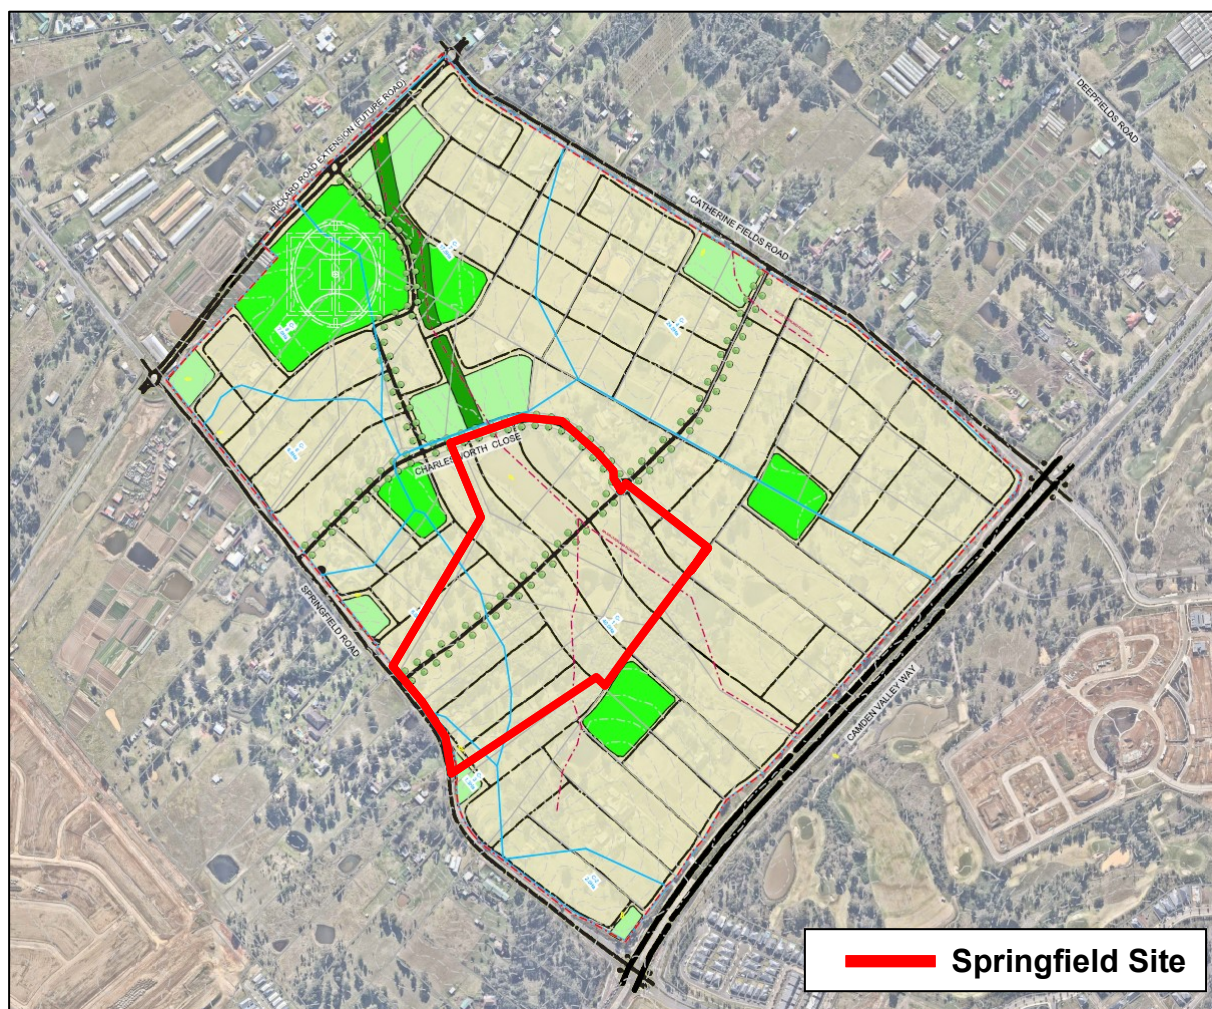 RICKARD ROAD EXTENSION (FUTURE ROAD)
DEEPFIELDS ROAD
CATHERINE FIELDS ROAD
CHARLESWORTH CLOSE
SPRINGFIELD ROAD
CAMDEN VALLEY WAY
Springfield Site